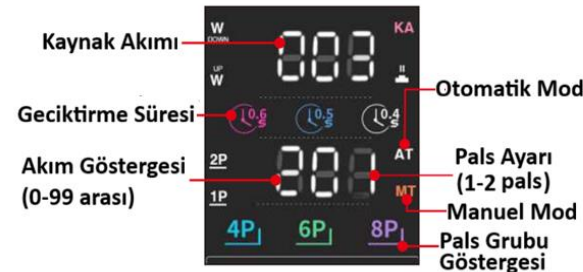 W
DOWN
KA
Kaynak Akımı
UP
W
Otomatik Mod
Geciktirme Süresi
0.6
S
0.5
S
0.4
S
2P
AT
Akım Göstergesi
(0-99 arası)
1P
Pals Ayarı
(1-2 pals)
MT
Manuel Mod
4P
6P
8P
Pals Grubu
Göstergesi